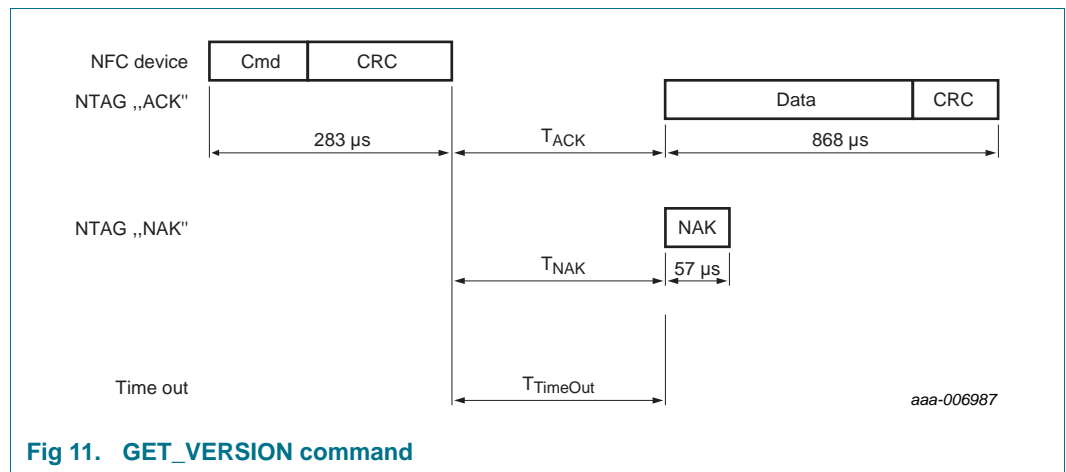 NFC device Cmd CRC
NTAG ,,ACK" Data CRC
283 µs TACK 868 µs
NTAG ,,NAK" NAK
TNAK 57 µs
Time out TTimeOut aaa-006987
Fig 11. GET_VERSION command